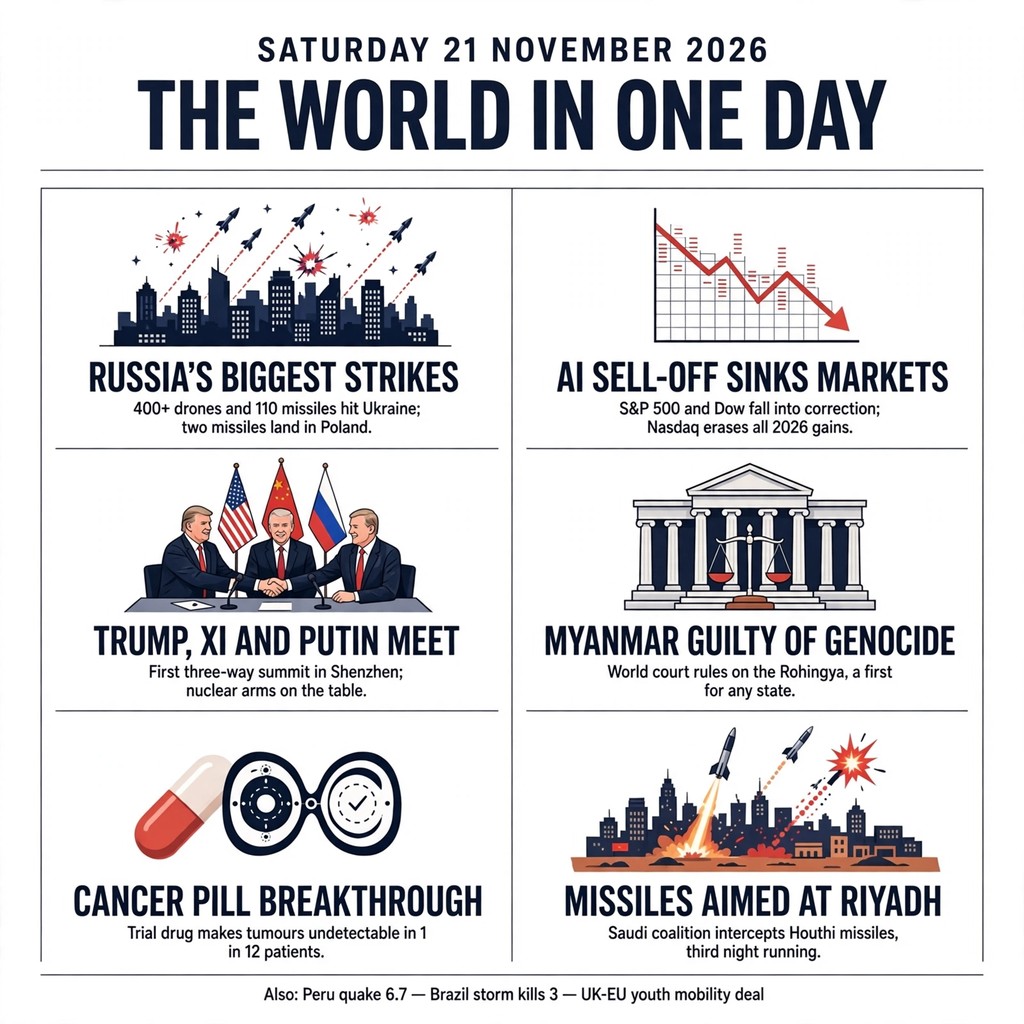 SATURDAY 21 NOVEMBER 2026
THE WORLD IN ONE DAY
RUSSIA'S BIGGEST STRIKES
400+ drones and 110 missiles hit Ukraine;
two missiles land in Poland.
AI SELL-OFF SINKS MARKETS
S&P 500 and Dow fall into correction;
Nasdaq erases all 2026 gains.
TRUMP, XI AND PUTIN MEET
First three-way summit in Shenzhen;
nuclear arms on the table.
MYANMAR GUILTY OF GENOCIDE
World court rules on the Rohingya, a first
for any state.
CANCER PILL BREAKTHROUGH
Trial drug makes tumours undetectable in 1
in 12 patients.
MISSILES AIMED AT RIYADH
Saudi coalition intercepts Houthi missiles,
third night running.
Also: Peru quake 6.7 — Brazil storm kills 3 — UK-EU youth mobility deal